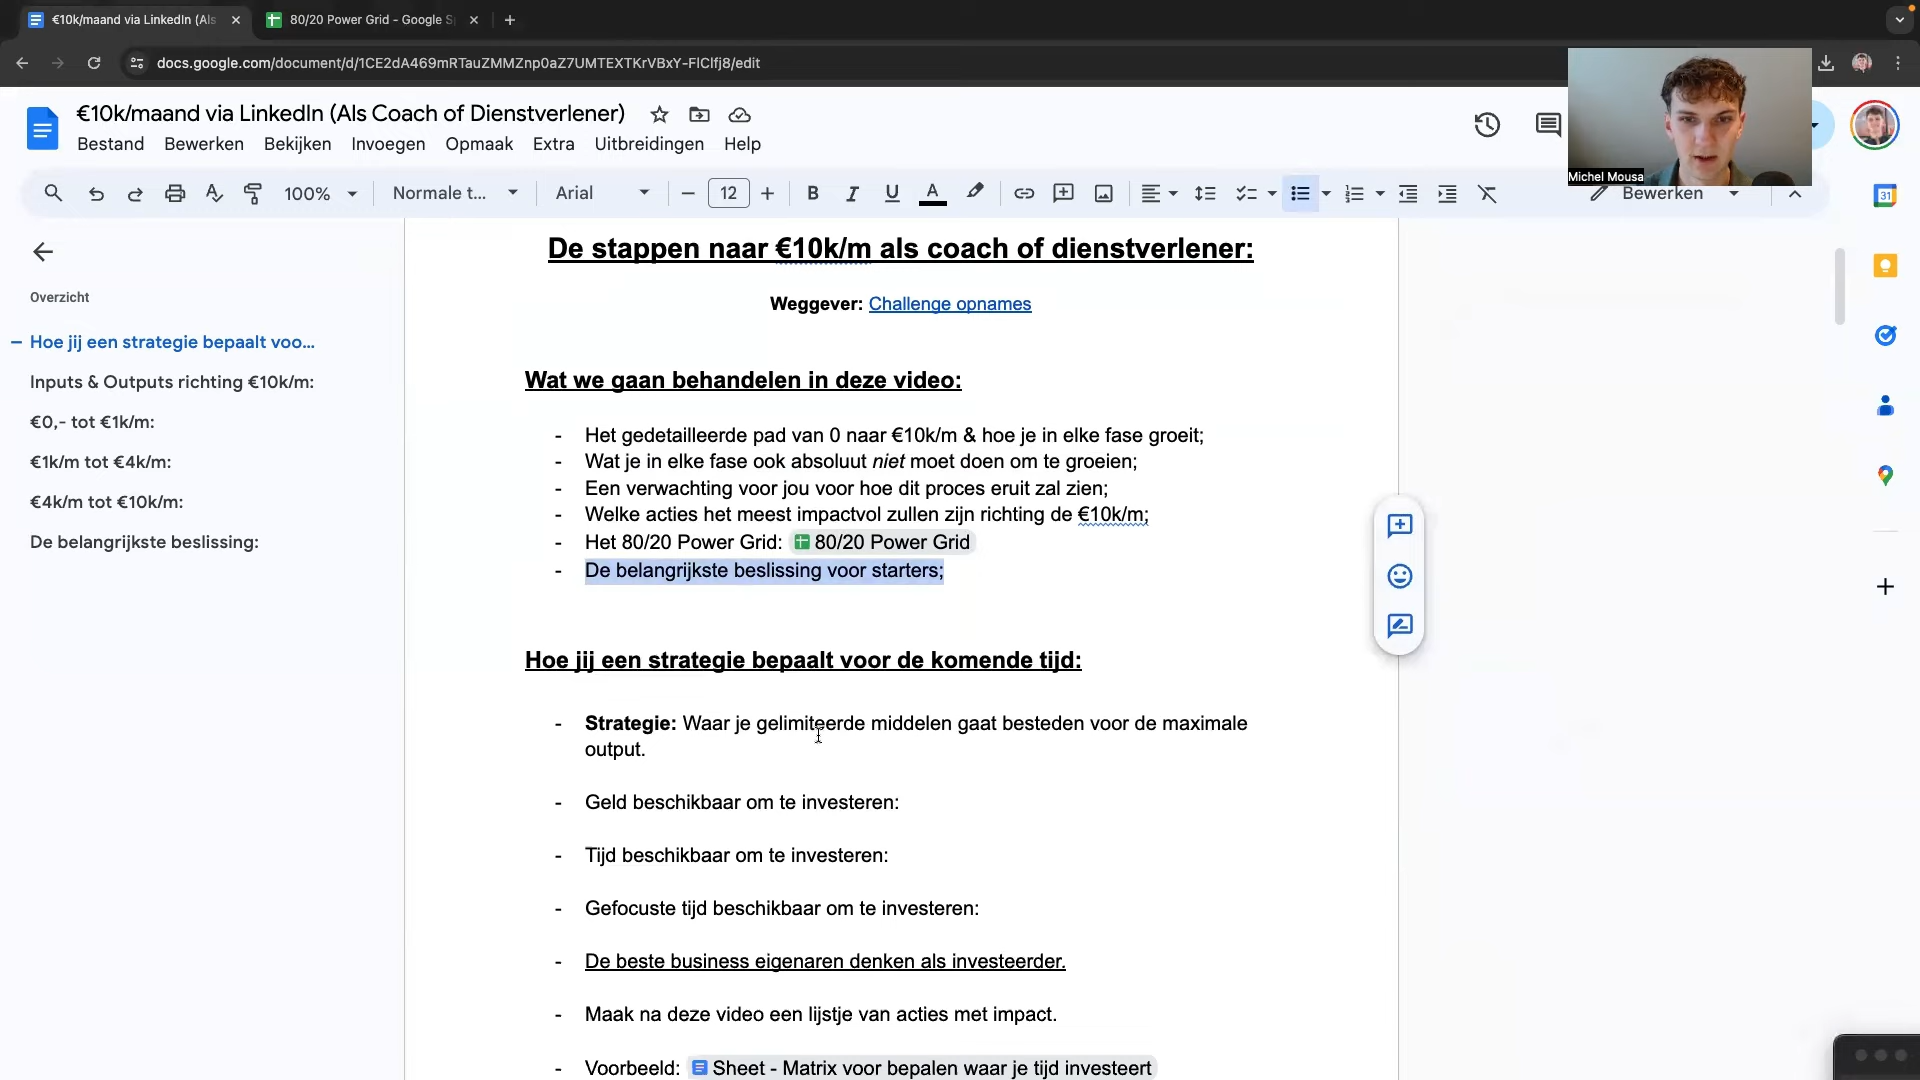 €10k/maand via LinkedIn (Als
80/20 Power Grid - Google S
docs.google.com/document/d/1CE2dA469mRTauZMMZnp0aZ7UMTEXTKrVBxY-FlClfj8/edit
€10k/maand via LinkedIn (Als Coach of Dienstverlener)
Bestand Bewerken Bekijken Invoegen Opmaak Extra Uitbreidingen Help
Michel Mousa
100% Normale t... Arial 12 B I U A Bewerken
31
Overzicht
Hoe jij een strategie bepaalt voo...
Inputs & Outputs richting €10k/m:
€0,- tot €1k/m:
€1k/m tot €4k/m:
€4k/m tot €10k/m:
De belangrijkste beslissing:
De stappen naar €10k/m als coach of dienstverlener:
Weggever: Challenge opnames
Wat we gaan behandelen in deze video:
- Het gedetailleerde pad van 0 naar €10k/m & hoe je in elke fase groeit;
- Wat je in elke fase ook absoluut niet moet doen om te groeien;
- Een verwachting voor jou voor hoe dit proces eruit zal zien;
- Welke acties het meest impactvol zullen zijn richting de €10k/m;
- Het 80/20 Power Grid: 80/20 Power Grid
- De belangrijkste beslissing voor starters;
Hoe jij een strategie bepaalt voor de komende tijd:
- Strategie: Waar je gelimiteerde middelen gaat besteden voor de maximale
output.
- Geld beschikbaar om te investeren:
- Tijd beschikbaar om te investeren:
- Gefocuste tijd beschikbaar om te investeren:
- De beste business eigenaren denken als investeerder.
- Maak na deze video een lijstje van acties met impact.
- Voorbeeld: Sheet - Matrix voor bepalen waar je tijd investeert